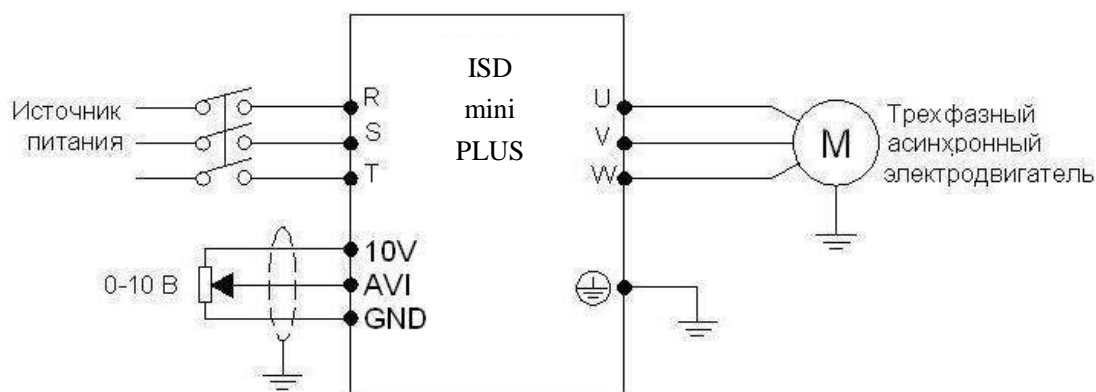 ISD
mini
PLUS
Источник
питания
R
S
T
U
V
W
M
Трехфазный
асинхронный
электродвигатель
0-10 В
10V
AVI
GND